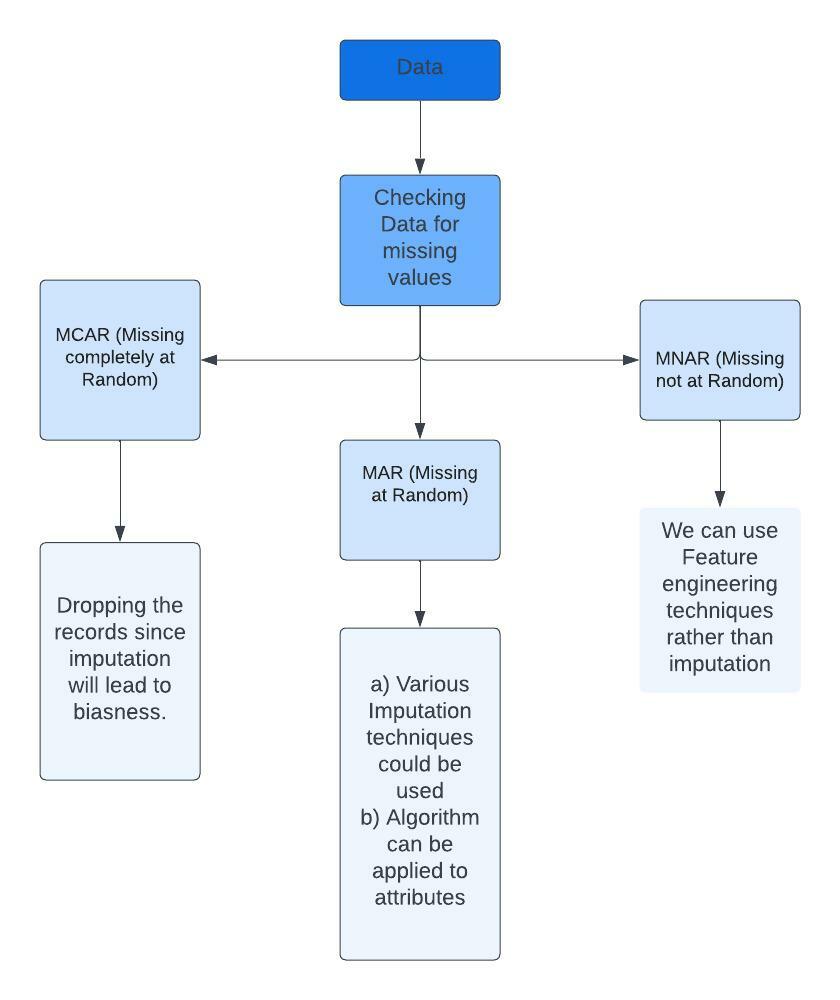 Data
Checking
Data for
missing
values
MCAR (Missing
completely at
Random)
MNAR (Missing
not at Random)
MAR (Missing
at Random)
Dropping the
records since
imputation
will lead to
biasness.
a) Various
Imputation
techniques
could be
used
b) Algorithm
can be
applied to
attributes
We can use
Feature
engineering
techniques
rather than
imputation